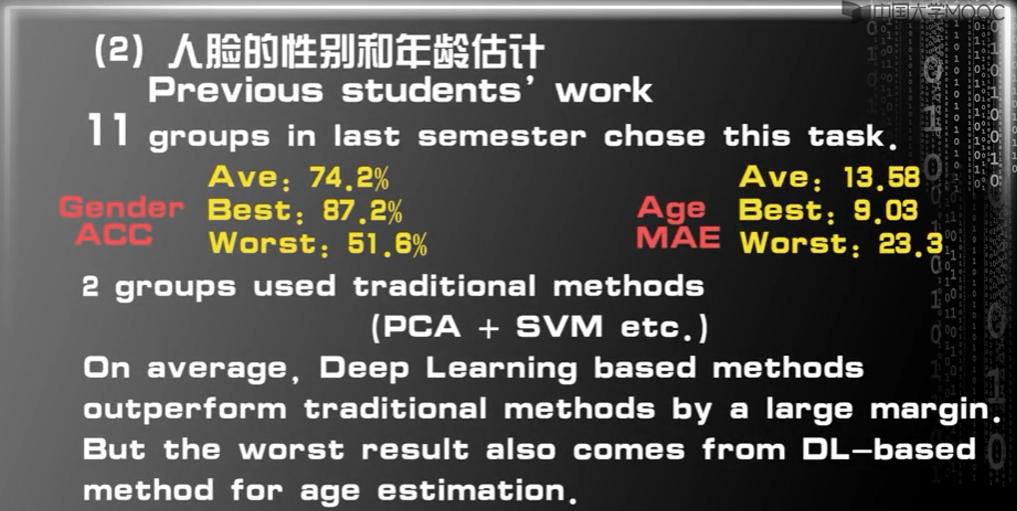 中国大学MOOC
(2) 人脸的性别和年龄估计
Previous students' work
11 groups in last semester chose this task.
Gender ACC
Ave: 74.2%
Best: 87.2%
Worst: 51.6%
Age MAE
Ave: 13.58
Best: 9.03
Worst: 23.3
2 groups used traditional methods
(PCA + SVM etc.)
On average, Deep Learning based methods
outperform traditional methods by a large margin.
But the worst result also comes from DL-based
method for age estimation.